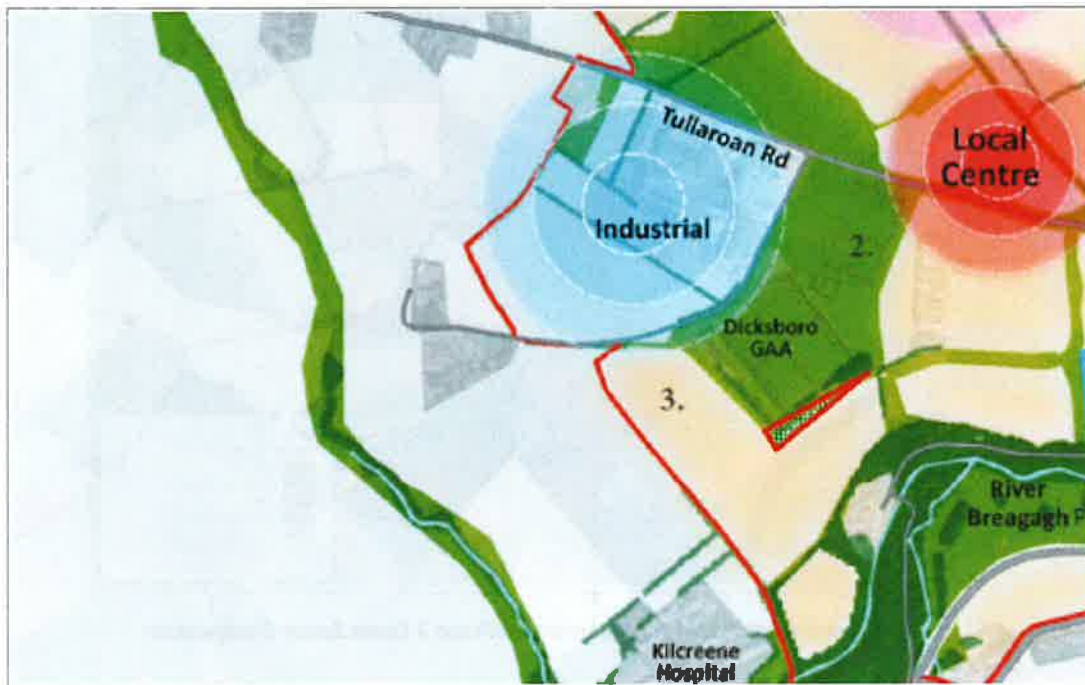 Tullaroan Rd
Local
Centre
Industrial
2.
Dicksboro
GAA
3.
River
Breagagh
Kilcreene
Hospital